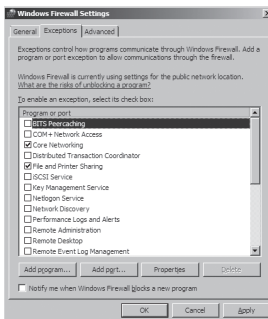 Windows Firewall Settings
General Exceptions Advanced
Exceptions control how programs communicate through Windows Firewall. Add a
program or port exception to allow communications through the firewall.
Windows Firewall is currently using settings for the public network location.
What are the risks of unblocking a program?
To enable an exception, select its check box:
Program or port
BITS Peercaching
COM+ Network Access
Core Networking
Distributed Transaction Coordinator
File and Printer Sharing
iSCSI Service
Key Management Service
Netlogon Service
Network Discovery
Performance Logs and Alerts
Remote Administration
Remote Desktop
Remote Event Log Management
Add program... Add port... Properties Delete
Notify me when Windows Firewall blocks a new program
OK Cancel Apply